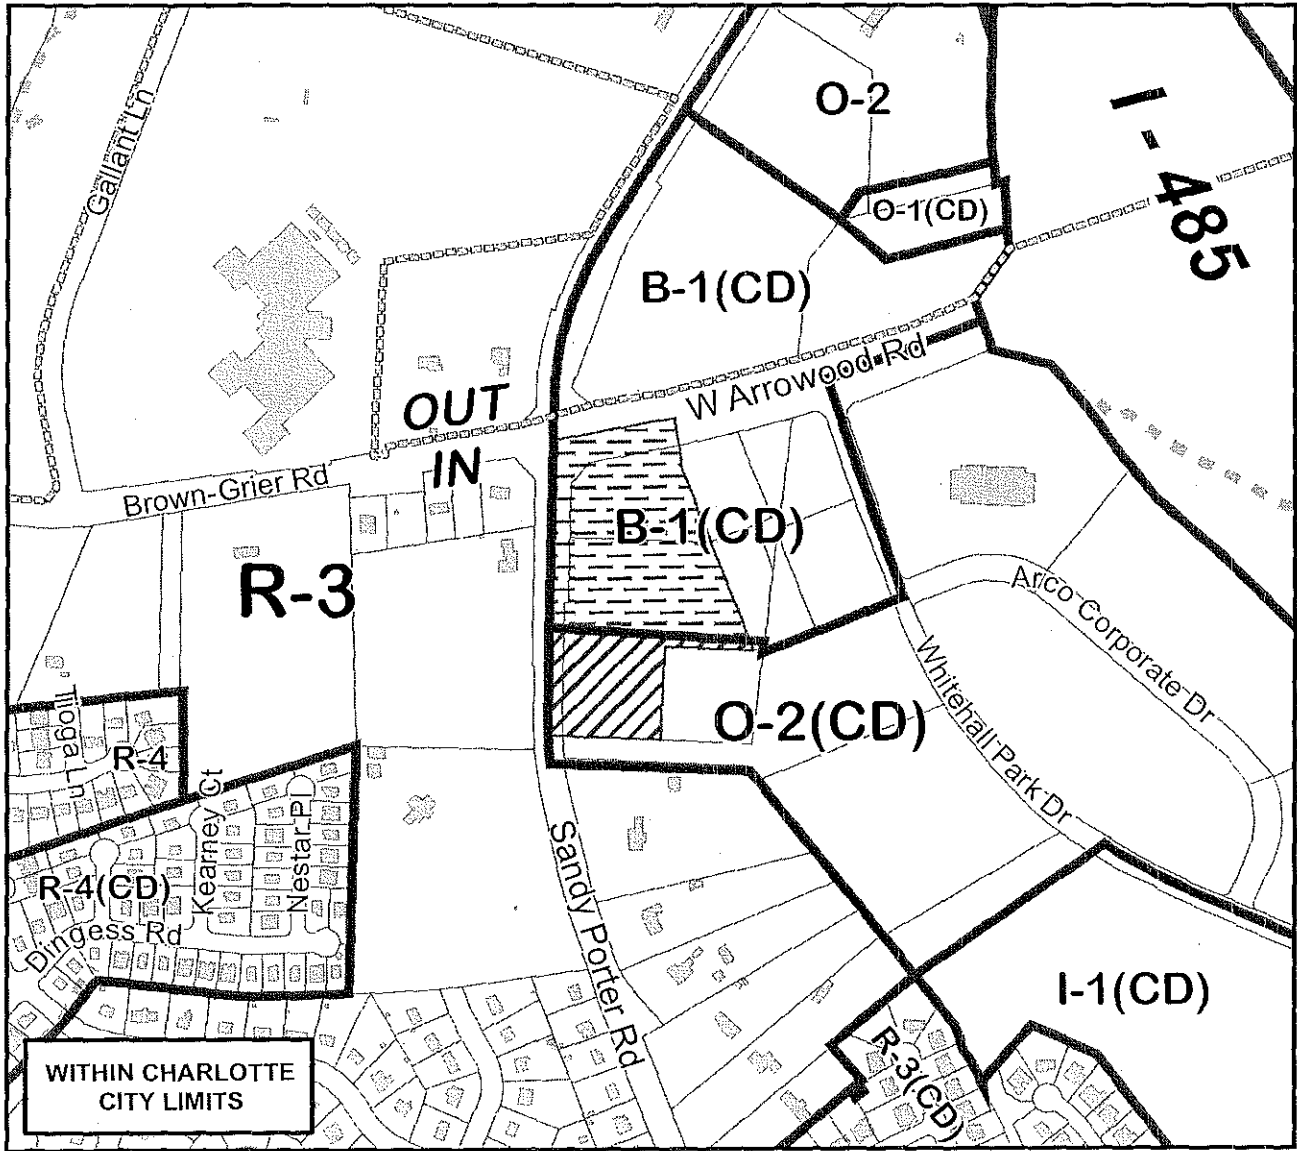 O-2
I - 485
Gallant Ln
O-1(CD)
B-1(CD)
W Arrowood Rd
OUT
IN
Brown-Grier Rd
B-1(CD)
R-3
Arco Corporate Dr
Whitehall Park Dr
O-2(CD)
Tiloga Ln
R-4
Kearney Ct
Nestar Pl
R-4(CD)
Dingess Rd
Sandy Porter Rd
I-1(CD)
R-3(CD)
WITHIN CHARLOTTE
CITY LIMITS